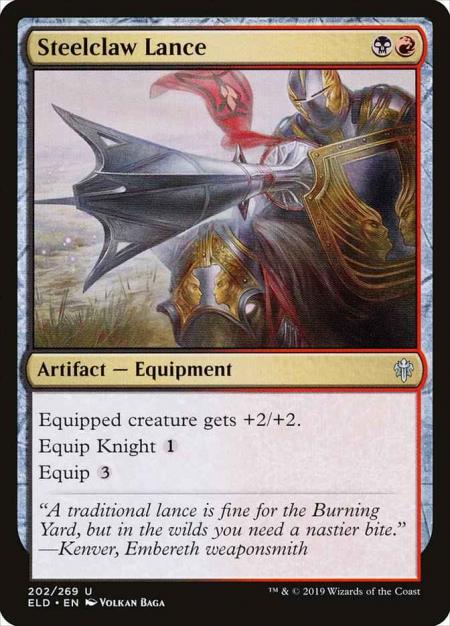 Steelclaw Lance
Artifact — Equipment
Equipped creature gets +2/+2.
Equip Knight 1
Equip 3
“A traditional lance is fine for the Burning
Yard, but in the wilds you need a nastier bite.”
—Kenver, Embereth weaponsmith
202/269 U
ELD • EN Volkan Baga
™ & © 2019 Wizards of the Coast